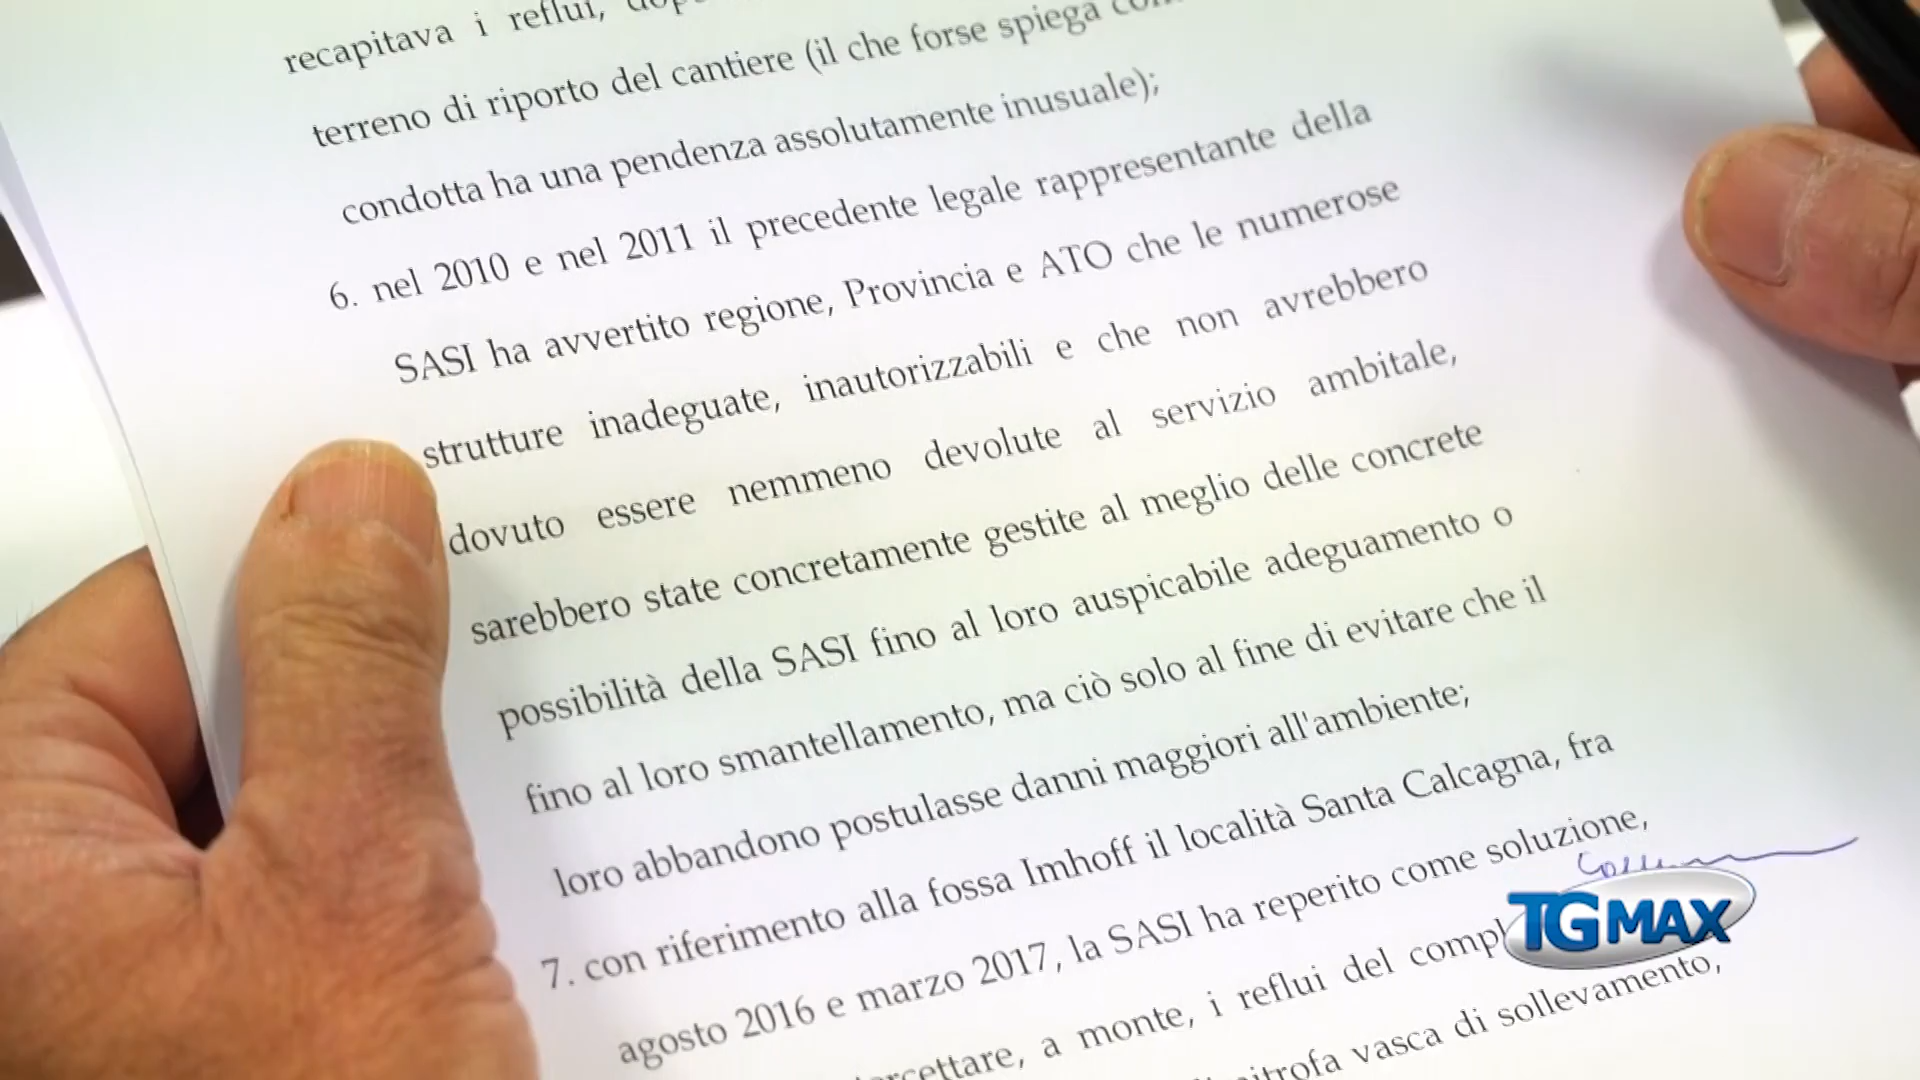 recapitava i reflui,
terreno di riporto del cantiere (il che forse spiega
condotta ha una pendenza assolutamente inusuale);
6. nel 2010 e nel 2011 il precedente legale rappresentante della
SASI ha avvertito regione, Provincia e ATO che le numerose
strutture inadeguate, inautorizzabili e che non avrebbero
dovuto essere nemmeno devolute al servizio ambitale,
sarebbero state concretamente gestite al meglio delle concrete
possibilità della SASI fino al loro auspicabile adeguamento o
fino al loro smantellamento, ma ciò solo al fine di evitare che il
loro abbandono postulasse danni maggiori all'ambiente;
7. con riferimento alla fossa Imhoff il località Santa Calcagna, fra
agosto 2016 e marzo 2017, la SASI ha reperito come soluzione,
a monte, i reflui del
vasca di sollevamento,
TGMAX